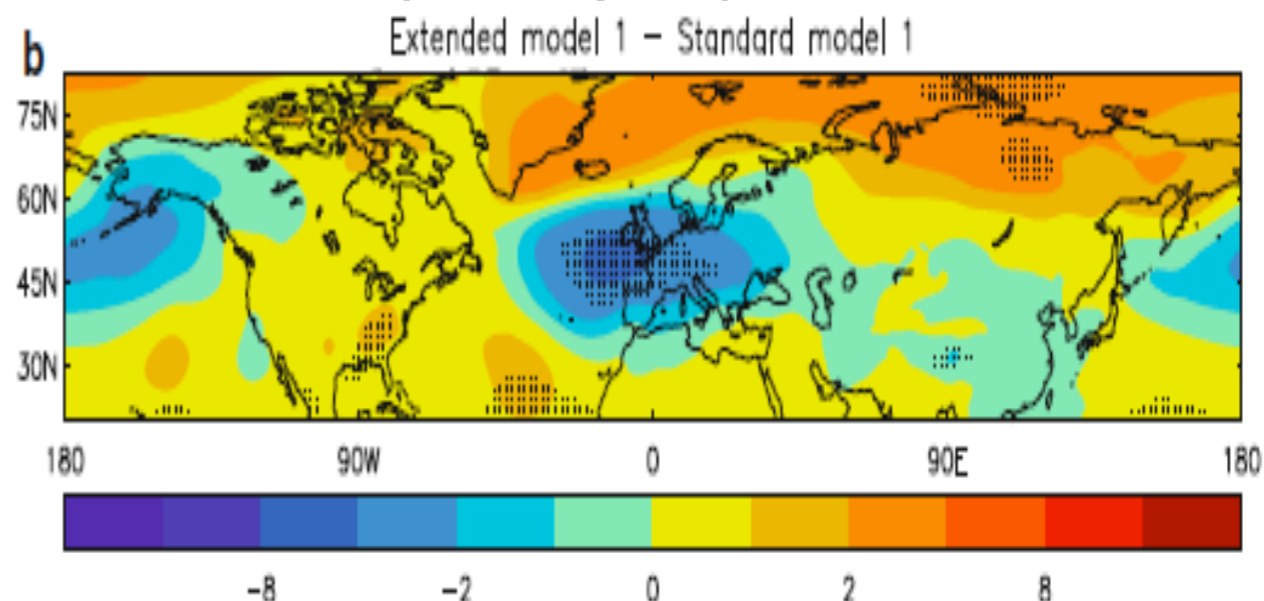 b
Extended model 1 – Standard model 1
75N
60N
45N
30N
180 90W 0 90E 180
-8 -2 0 2 8